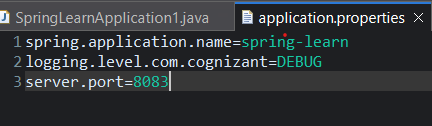 SpringLearnApplication1.java
application.properties
1 spring.application.name=spring-learn
2 logging.level.com.cognizant=DEBUG
3 server.port=8083